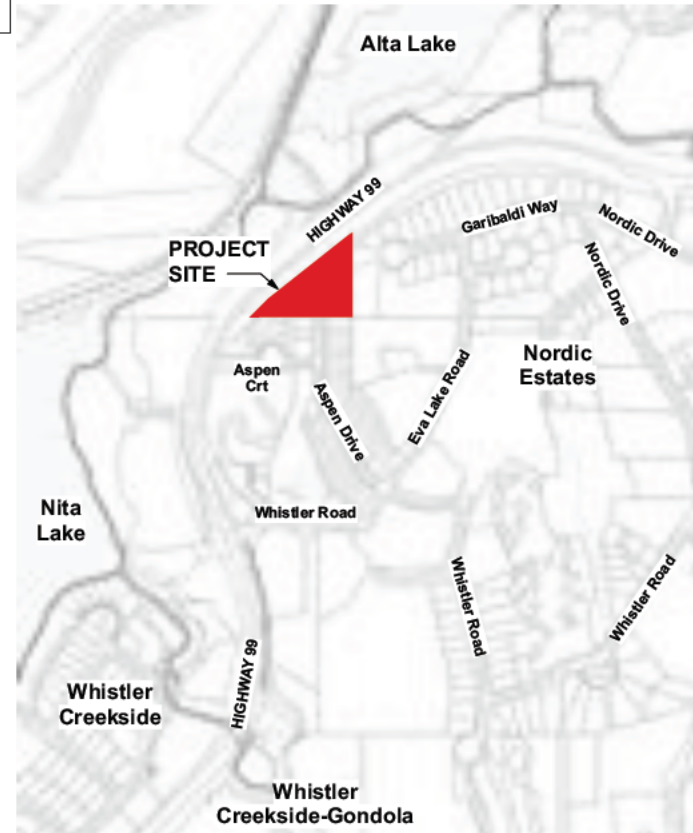 Alta Lake
HIGHWAY 99
Garibaldi Way
Nordic Drive
PROJECT
SITE
Nordic Drive
Nordic
Estates
Aspen
Crt
Aspen Drive
Eva Lake Road
Nita
Lake
Whistler Road
Whistler Road
Whistler Road
HIGHWAY 99
Whistler
Creekside
Whistler
Creekside-Gondola